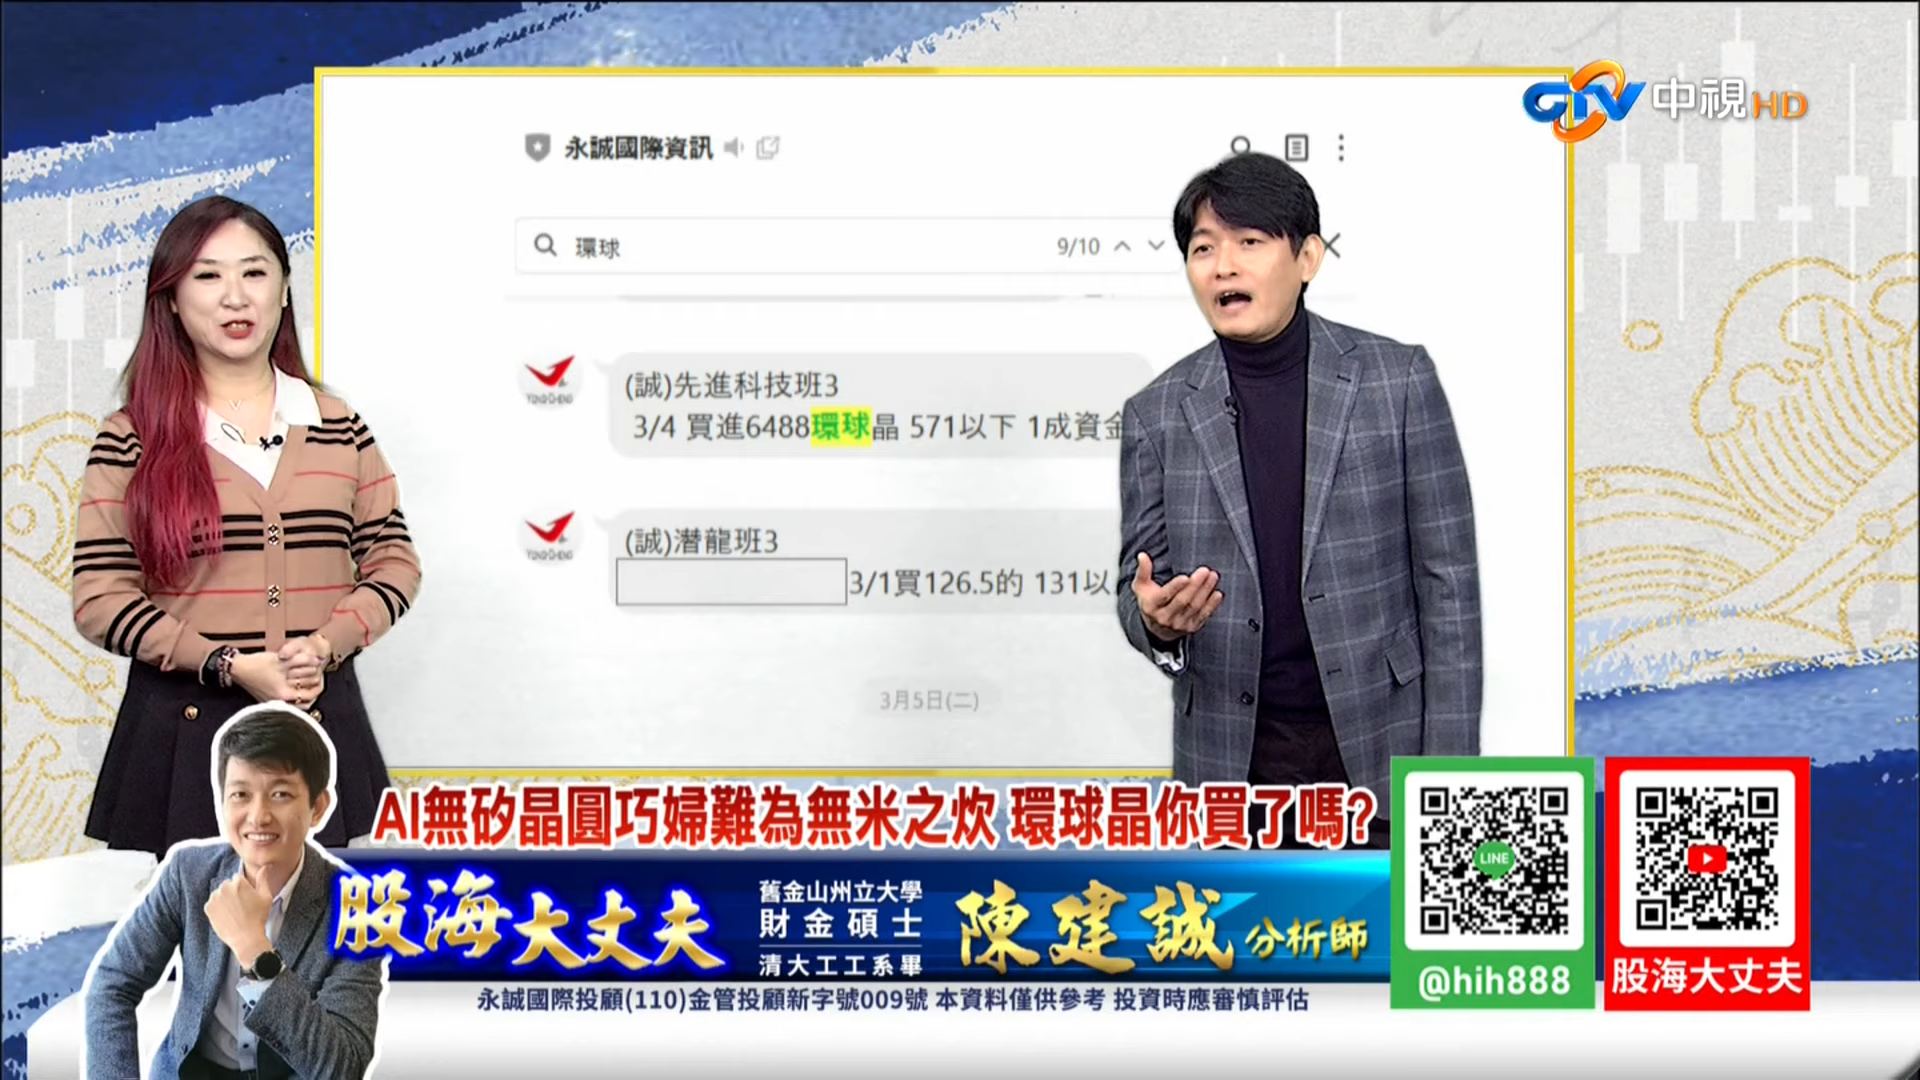 CTV 中視HD
永誠國際資訊
環球 9/10
(誠)先進科技班3
3/4 買進6488環球晶 571以下 1成資金
(誠)潛龍班3
3/1買126.5的 131以
3月5日(二)
AI無矽晶圓巧婦難為無米之炊 環球晶你買了嗎?
股海大丈夫
舊金山州立大學
財金碩士
清大工工系畢
陳建誠 分析師
永誠國際投顧(110)金管投顧新字號009號 本資料僅供參考 投資時應審慎評估
LINE
@hih888
股海大丈夫